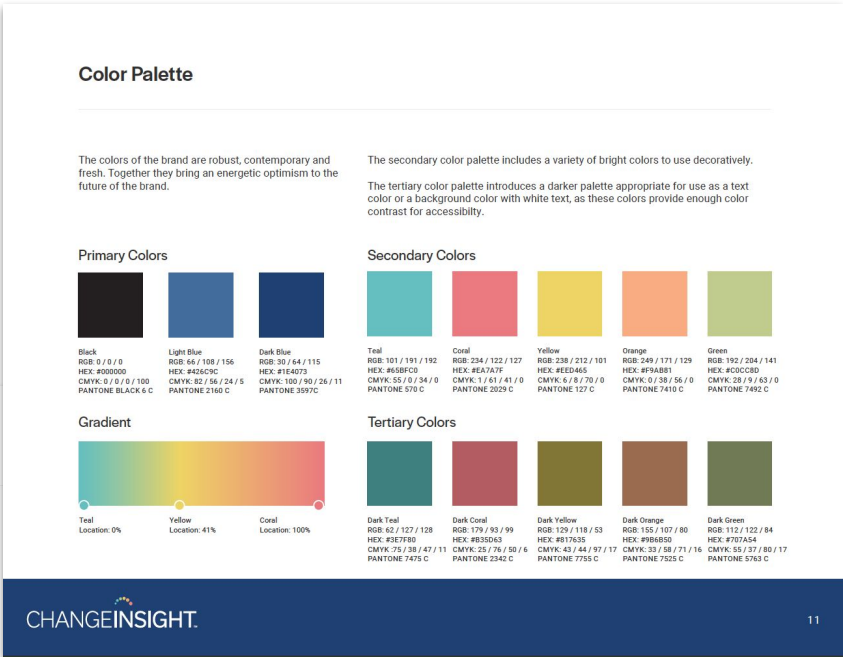 Color Palette
The colors of the brand are robust, contemporary and
fresh. Together they bring an energetic optimism to the
future of the brand.
The secondary color palette includes a variety of bright colors to use decoratively.
The tertiary color palette introduces a darker palette appropriate for use as a text
color or a background color with white text, as these colors provide enough color
contrast for accessibilty.
Primary Colors
Black
RGB: 0 / 0 / 0
HEX: #000000
CMYK: 0 / 0 / 0 / 100
PANTONE BLACK 6 C
Light Blue
RGB: 66 / 108 / 156
HEX: #426C9C
CMYK: 82 / 56 / 24 / 5
PANTONE 2160 C
Dark Blue
RGB: 30 / 64 / 115
HEX: #1E4073
CMYK: 100 / 90 / 26 / 11
PANTONE 3597C
Secondary Colors
Teal
RGB: 101 / 191 / 192
HEX: #65BFC0
CMYK: 55 / 0 / 34 / 0
PANTONE 570 C
Coral
RGB: 234 / 122 / 127
HEX: #EA7A7F
CMYK: 1 / 61 / 41 / 0
PANTONE 2029 C
Yellow
RGB: 238 / 212 / 101
HEX: #EED465
CMYK: 6 / 8 / 70 / 0
PANTONE 127 C
Orange
RGB: 249 / 171 / 129
HEX: #F9AB81
CMYK: 0 / 38 / 56 / 0
PANTONE 7410 C
Green
RGB: 192 / 204 / 141
HEX: #C0CC8D
CMYK: 28 / 9 / 63 / 0
PANTONE 7492 C
Gradient
Teal
Location: 0%
Yellow
Location: 41%
Coral
Location: 100%
Tertiary Colors
Dark Teal
RGB: 62 / 127 / 128
HEX: #3E7F80
CMYK :75 / 38 / 47 / 11
PANTONE 7475 C
Dark Coral
RGB: 179 / 93 / 99
HEX: #B35D63
CMYK: 25 / 76 / 50 / 6
PANTONE 2342 C
Dark Yellow
RGB: 129 / 118 / 53
HEX: #817635
CMYK: 43 / 44 / 97 / 17
PANTONE 7755 C
Dark Orange
RGB: 155 / 107 / 80
HEX: #9B6B50
CMYK: 33 / 58 / 71 / 16
PANTONE 7525 C
Dark Green
RGB: 112 / 122 / 84
HEX: #707A54
CMYK: 55 / 37 / 80 / 17
PANTONE 5763 C
CHANGEINSIGHT
11